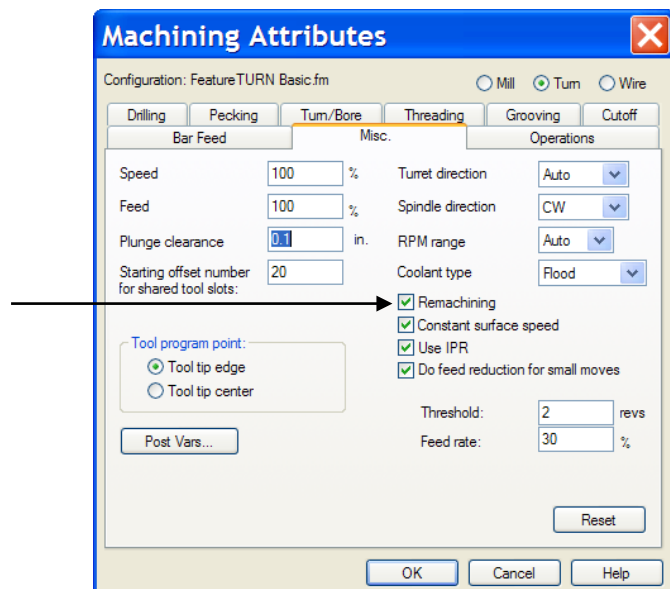 Machining Attributes
Configuration: FeatureTURN Basic.fm Mill Turn Wire
Drilling Pecking Turn/Bore Threading Grooving Cutoff
Bar Feed Misc. Operations
Speed 100 % Turret direction Auto
Feed 100 % Spindle direction CW
Plunge clearance 0.1 in. RPM range Auto
Starting offset number 20 Coolant type Flood
for shared tool slots:
Remachining
Constant surface speed
Tool program point: Use IPR
Tool tip edge Do feed reduction for small moves
Tool tip center
Threshold: 2 revs
Post Vars... Feed rate: 30 %
Reset
OK Cancel Help